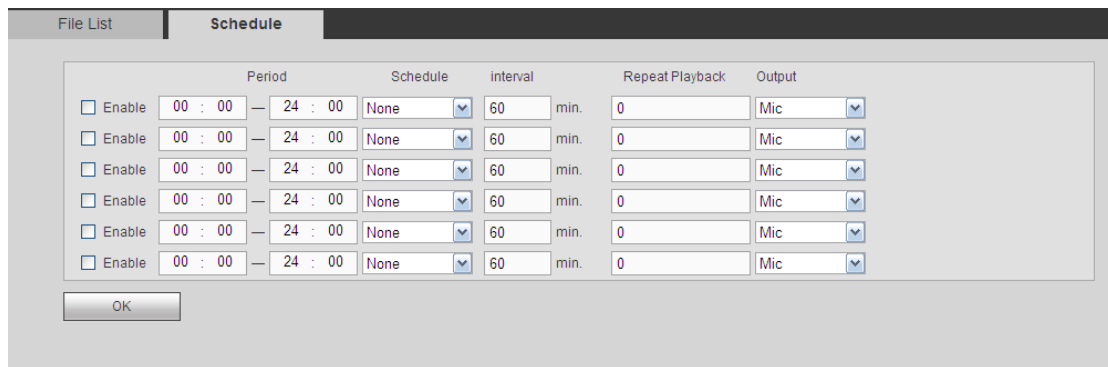 File List Schedule
Period Schedule interval Repeat Playback Output
Enable 00 : 00 — 24 : 00 None 60 min. 0 Mic
Enable 00 : 00 — 24 : 00 None 60 min. 0 Mic
Enable 00 : 00 — 24 : 00 None 60 min. 0 Mic
Enable 00 : 00 — 24 : 00 None 60 min. 0 Mic
Enable 00 : 00 — 24 : 00 None 60 min. 0 Mic
Enable 00 : 00 — 24 : 00 None 60 min. 0 Mic
OK